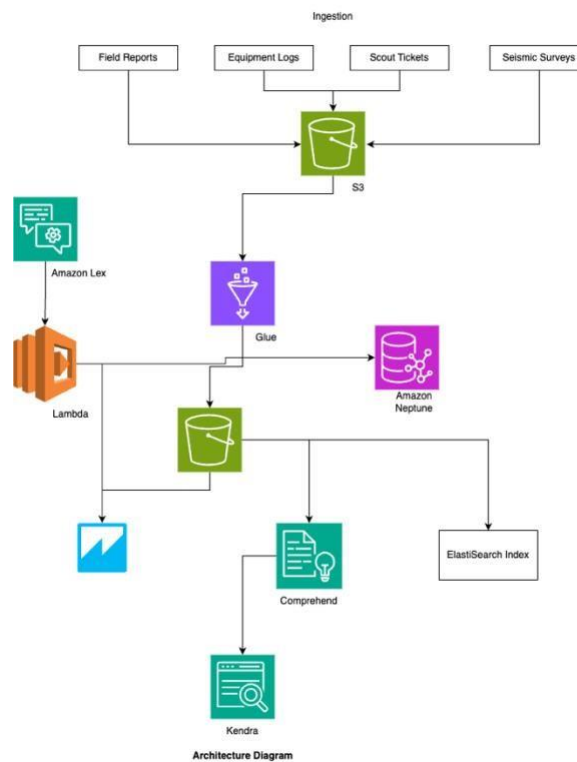 Ingestion
Field Reports
Equipment Logs
Scout Tickets
Seismic Surveys
S3
Amazon Lex
Glue
Lambda
Amazon
Neptune
ElastiSearch Index
Comprehend
Kendra
Architecture Diagram